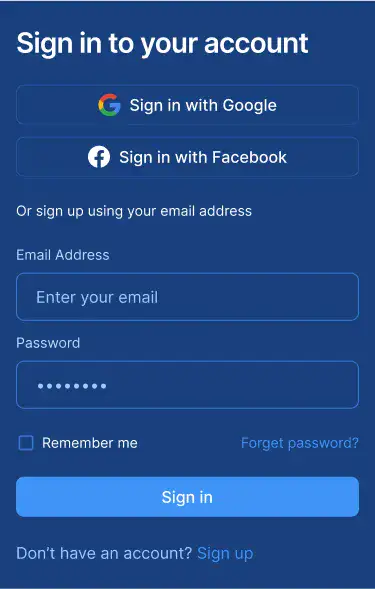 Sign in to your account
Sign in with Google
Sign in with Facebook
Or sign up using your email address
Email Address
Enter your email
Password
••••••••
Remember me
Forget password?
Sign in
Don’t have an account? Sign up